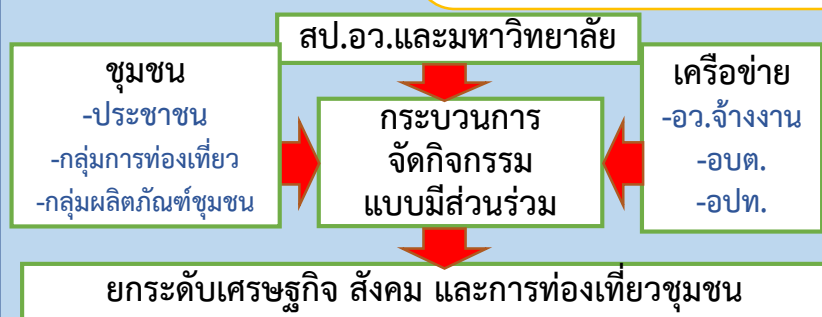 สป.อว.และมหาวิทยาลัย
ชุมชน
-ประชาชน
-กลุ่มการท่องเที่ยว
-กลุ่มผลิตภัณฑ์ชุมชน
กระบวนการ
จัดกิจกรรม
แบบมีส่วนร่วม
เครือข่าย
-อว.จ้างงาน
-อบต.
-อปท.
ยกระดับเศรษฐกิจ สังคม และการท่องเที่ยวชุมชน